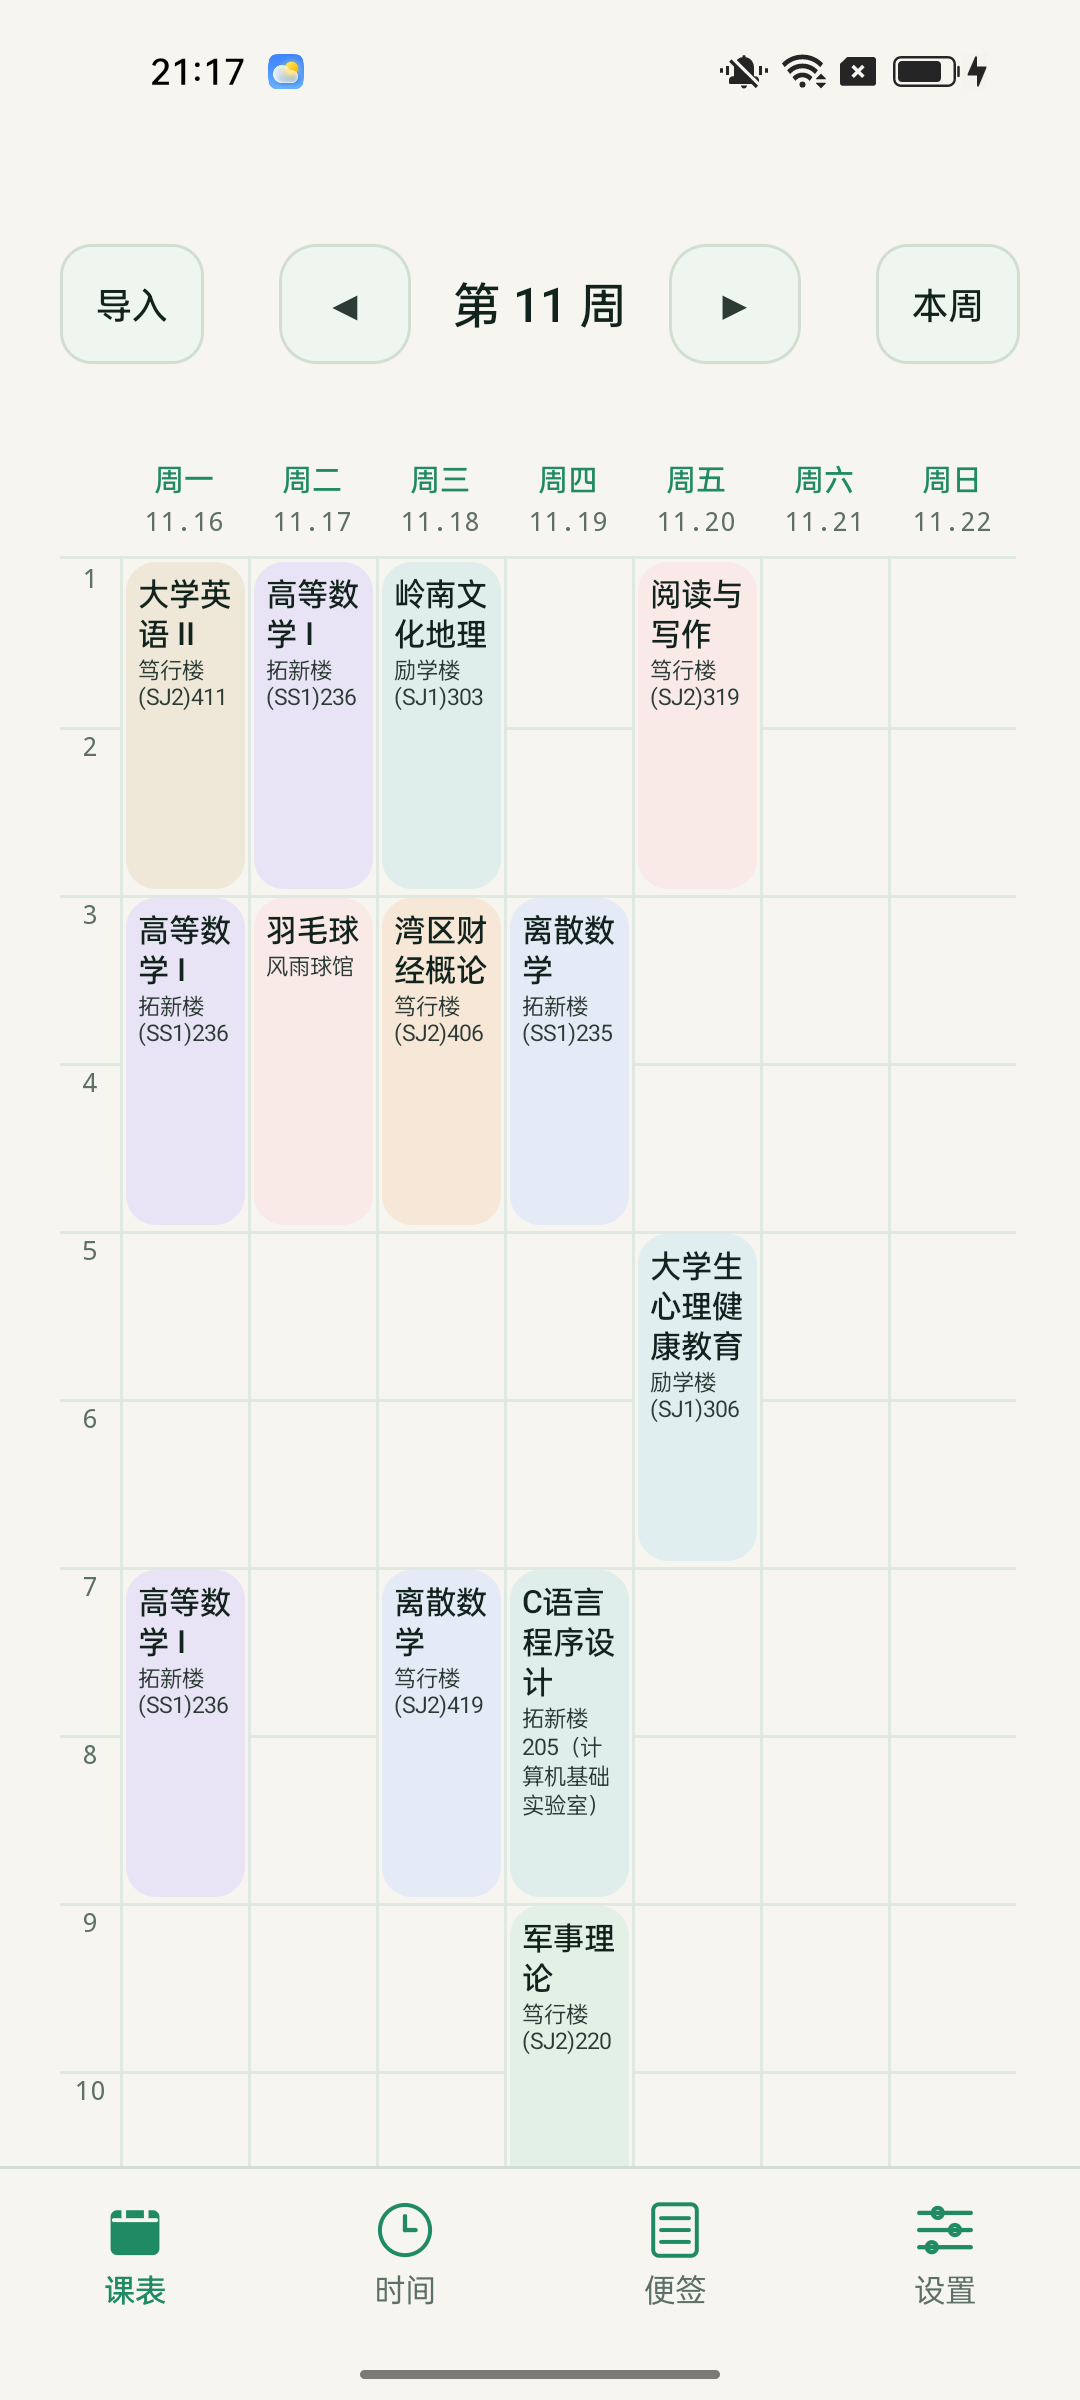 21:17
导入
◀
第 11 周
▶
本周
周一
周二
周三
周四
周五
周六
周日
11.16
11.17
11.18
11.19
11.20
11.21
11.22
1
大学英
语 II
笃行楼
(SJ2)411
高等数
学 I
拓新楼
(SS1)236
岭南文
化地理
励学楼
(SJ1)303
阅读与
写作
笃行楼
(SJ2)319
2
3
高等数
学 I
拓新楼
(SS1)236
羽毛球
风雨球馆
湾区财
经概论
笃行楼
(SJ2)406
离散数
学
拓新楼
(SS1)235
4
5
大学生
心理健
康教育
励学楼
(SJ1)306
6
7
高等数
学 I
拓新楼
(SS1)236
离散数
学
笃行楼
(SJ2)419
C语言
程序设
计
拓新楼
205（计
算机基础
实验室）
8
9
军事理
论
笃行楼
(SJ2)220
10
课表
时间
便签
设置